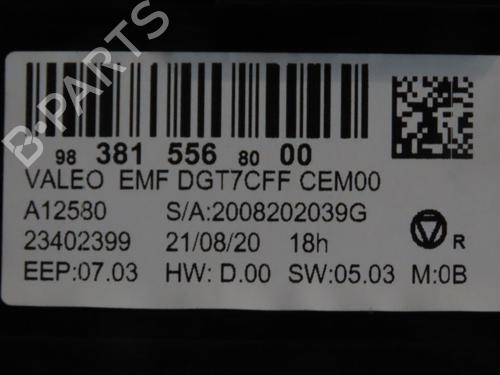 B-PARTS
98 381 556 80 00
VALEO EMF DGT7CFF CEM00
A12580 S/A:2008202039G
23402399 21/08/20 18h R
EEP:07.03 HW: D.00 SW:05.03 M:0B